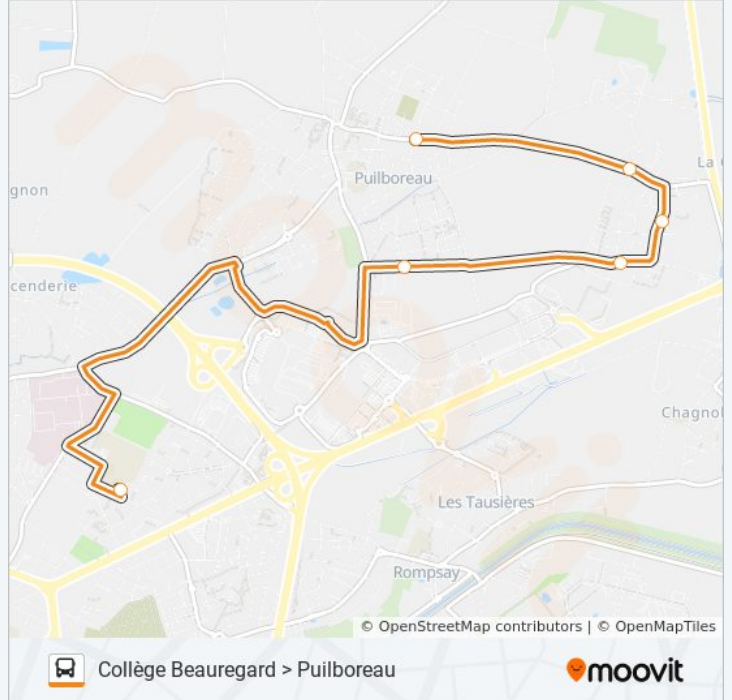 La
Puilboreau
gnon
cenderie
Chagnol
Les Tausières
Rompsay
© OpenStreetMap contributors | © OpenMapTiles
Collège Beauregard > Puilboreau
moovit